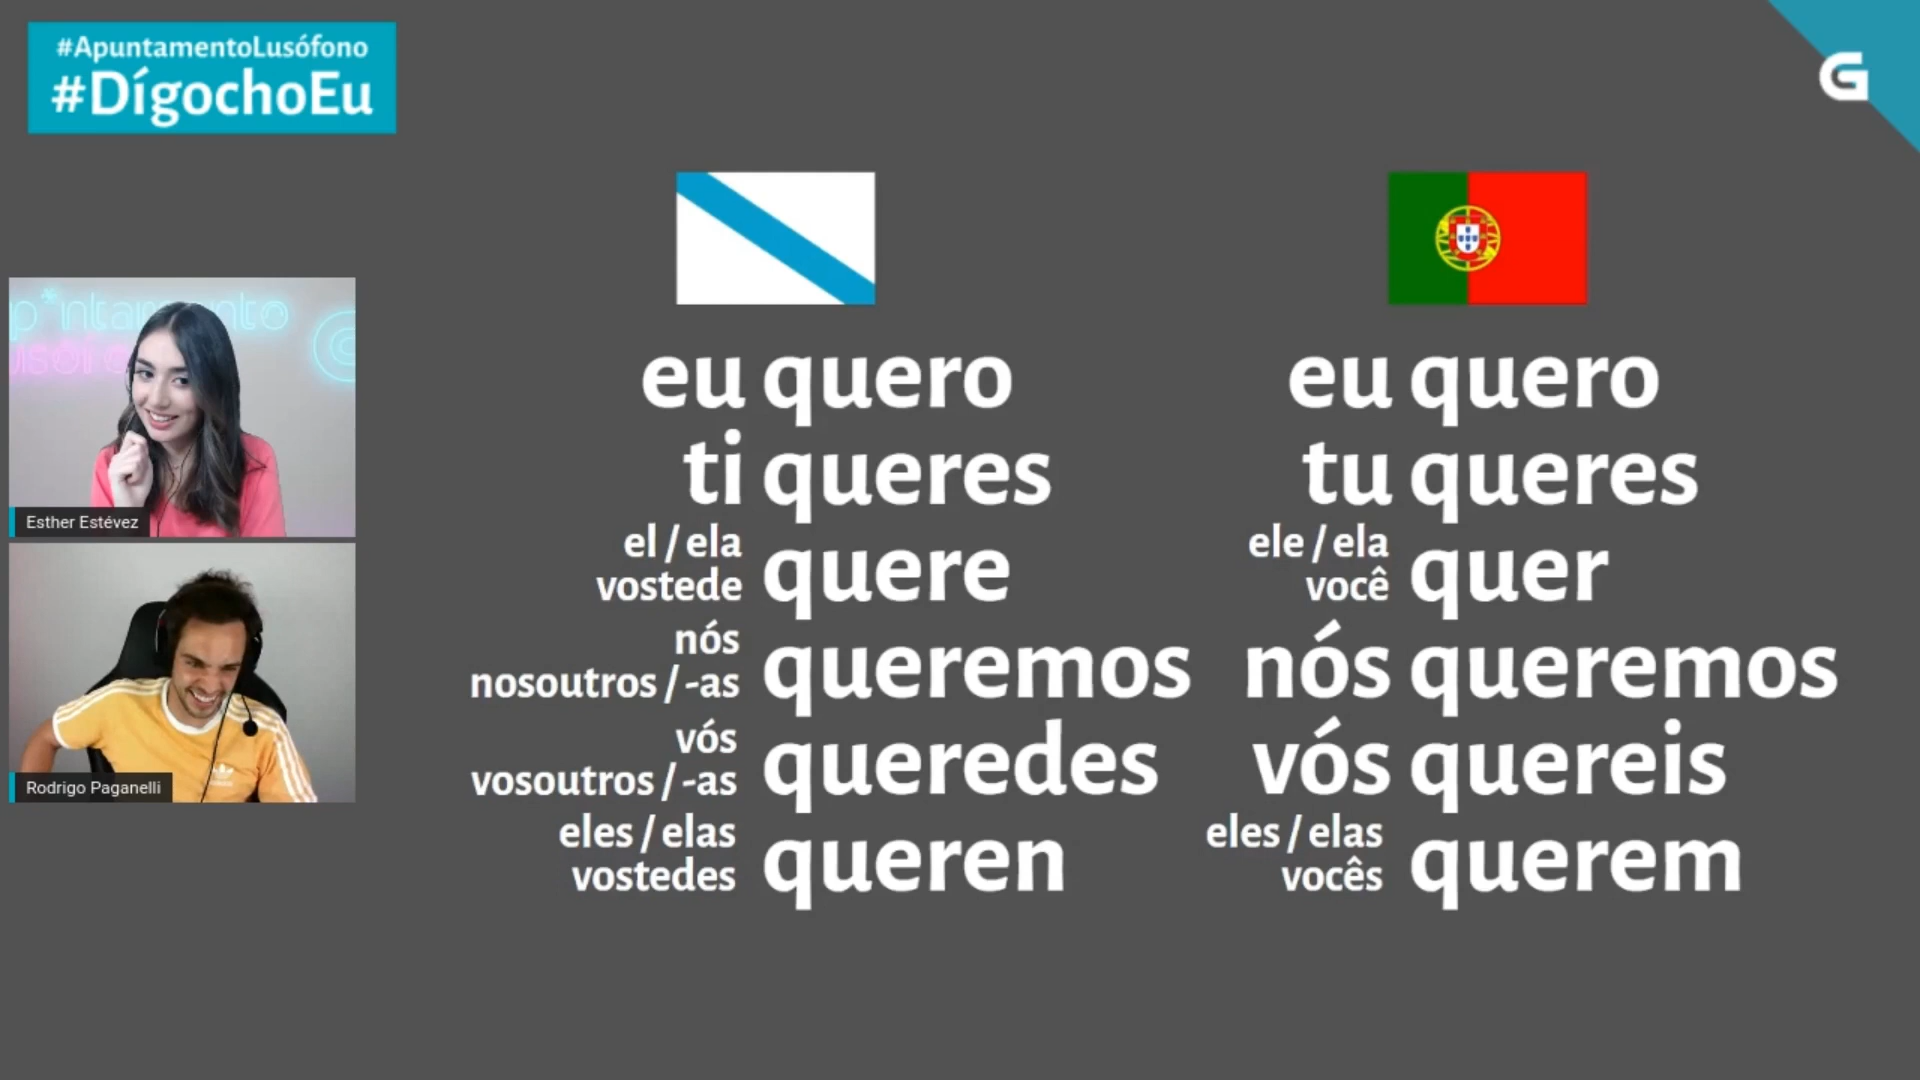 #ApuntamentoLusófono
#DígochoEu
G
eu quero
ti queres
el / ela
vostede
quere
nós
nosoutros / -as
queremos
vós
vosoutros / -as
queredes
eles / elas
vostedes
queren
eu quero
tu queres
ele / ela
você
quer
nós queremos
vós quereis
eles / elas
vocês
querem
Esther Estévez
Rodrigo Paganelli